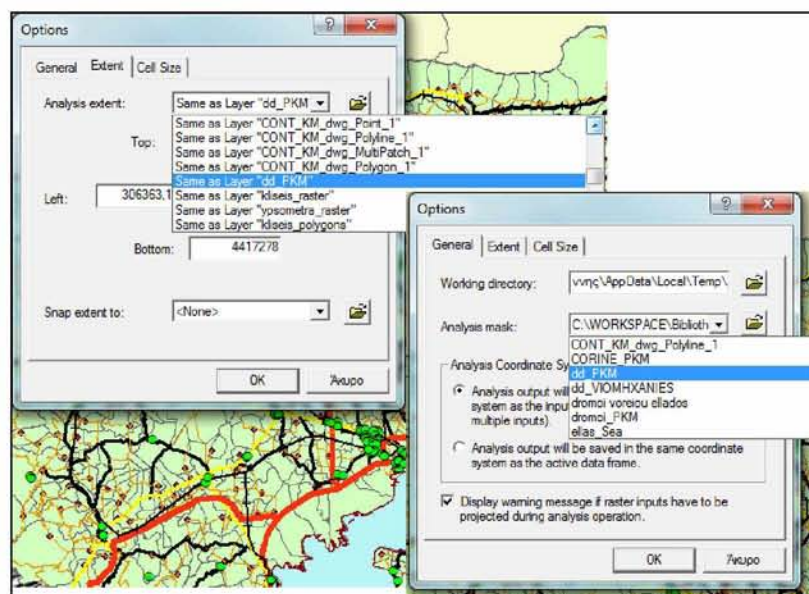 Options
General Extent Cell Size
Analysis extent: Same as Layer "dd_PKM
Same as Layer "CONT_KM_dwg_Point_1"
Top: Same as Layer "CONT_KM_dwg_Polyline_1"
Same as Layer "CONT_KM_dwg_MultiPatch_1"
Same as Layer "CONT_KM_dwg_Polygon_1"
Same as Layer "dd_PKM"
Left: 306363,1 Same as Layer "kliseis_raster"
Same as Layer "ypsometra_raster"
Same as Layer "kliseis_polygons"
Bottom: 4417278
Snap extent to: <None>
OK Άκυρο
Options
General Extent Cell Size
Working directory: ννης\AppData\Local\Temp\
Analysis mask: C:\WORKSPACE\Biblioth
CONT_KM_dwg_Polyline_1
CORINE_PKM
Analysis Coordinate Sy
dd_PKM
dd_VIOMHXANIES
Analysis output will
dromoi voreiou ellados
system as the inpu
dromoi_PKM
multiple inputs)
ellas_Sea
Analysis output will be saved in the same coordinate
system as the active data frame.
Display warning message if raster inputs have to be
projected during analysis operation.
OK Άκυρο